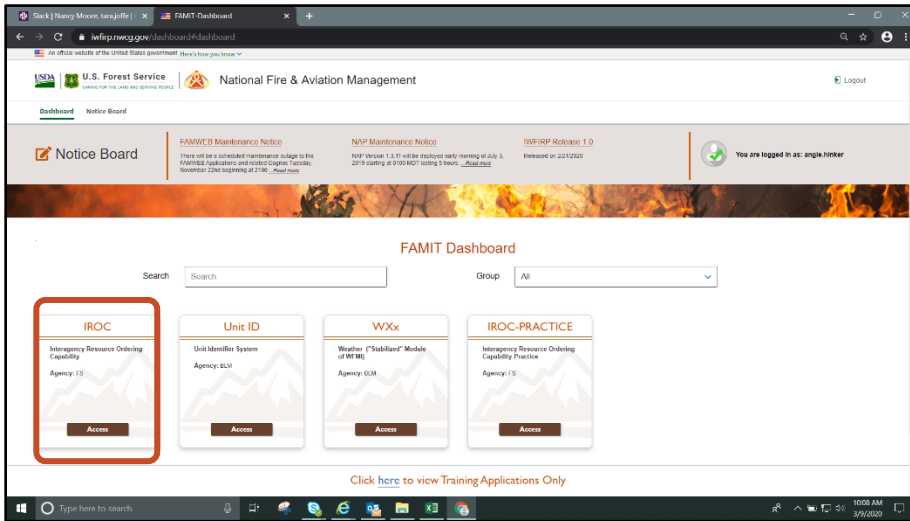 Slack | Nancy Moore, tara.joffe |
FAMIT-Dashboard
iwfirp.nwcg.gov/dashboard#dashboard
An official website of the United States government Here's how you know
USDA
U.S. Forest Service
CARING FOR THE LAND AND SERVING PEOPLE
National Fire & Aviation Management
Logout
Dashboard
Notice Board
Notice Board
FAMWEB Maintenance Notice
There will be a scheduled maintenance outage to the
FAMWEB Applications and related Cognos Tuesday,
November 22nd beginning at 2100 ...Read more
NAP Maintenance Notice
NAP Version 1.3.11 will be deployed early morning of July 3,
2019 starting at 0100 MDT lasting 5 hours. ...Read more
IWFIRP Release 1.0
Released on 2/21/2020
You are logged in as: angie.hinker
FAMIT Dashboard
Search
Search
Group
All
IROC
Interagency Resource Ordering
Capability
Agency: FS
Access
Unit ID
Unit Identifier System
Agency: BLM
Access
WXx
Weather ("Stabilized" Module
of WFMI)
Agency: BLM
Access
IROC-PRACTICE
Interagency Resource Ordering
Capability-Practice
Agency: FS
Access
Click here to view Training Applications Only
Type here to search
10:08 AM
3/9/2020